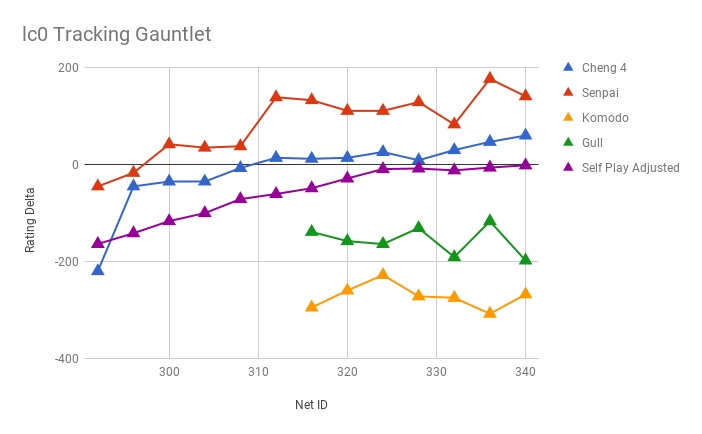 lc0 Tracking Gauntlet
200
0
-200
-400
Rating Delta
300 310 320 330 340
Net ID
Cheng 4
Senpai
Komodo
Gull
Self Play Adjusted